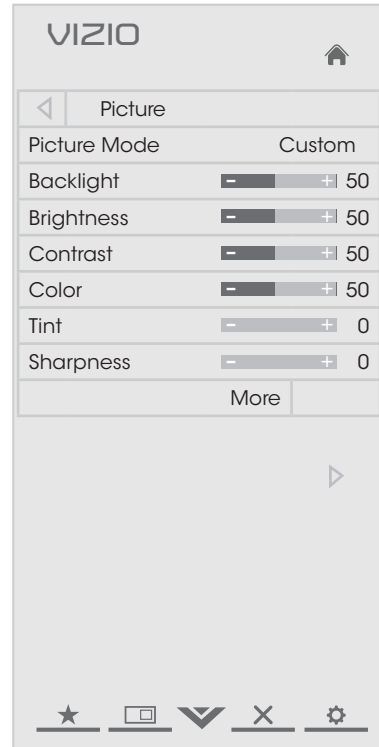 VIZIO
Picture
Picture Mode Custom
Backlight - + 50
Brightness - + 50
Contrast - + 50
Color - + 50
Tint - + 0
Sharpness - + 0
More